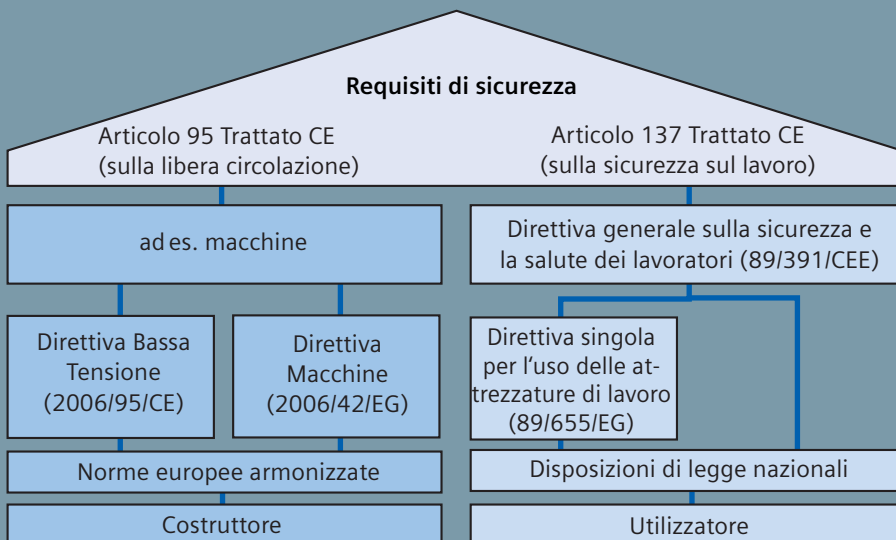 Requisiti di sicurezza
Articolo 95 Trattato CE
(sulla libera circolazione)
Articolo 137 Trattato CE
(sulla sicurezza sul lavoro)
ad es. macchine
Direttiva generale sulla sicurezza e
la salute dei lavoratori (89/391/CEE)
Direttiva Bassa
Tensione
(2006/95/CE)
Direttiva
Macchine
(2006/42/EG)
Direttiva singola
per l'uso delle at-
trezzature di lavoro
(89/655/EG)
Norme europee armonizzate
Disposizioni di legge nazionali
Costruttore
Utilizzatore